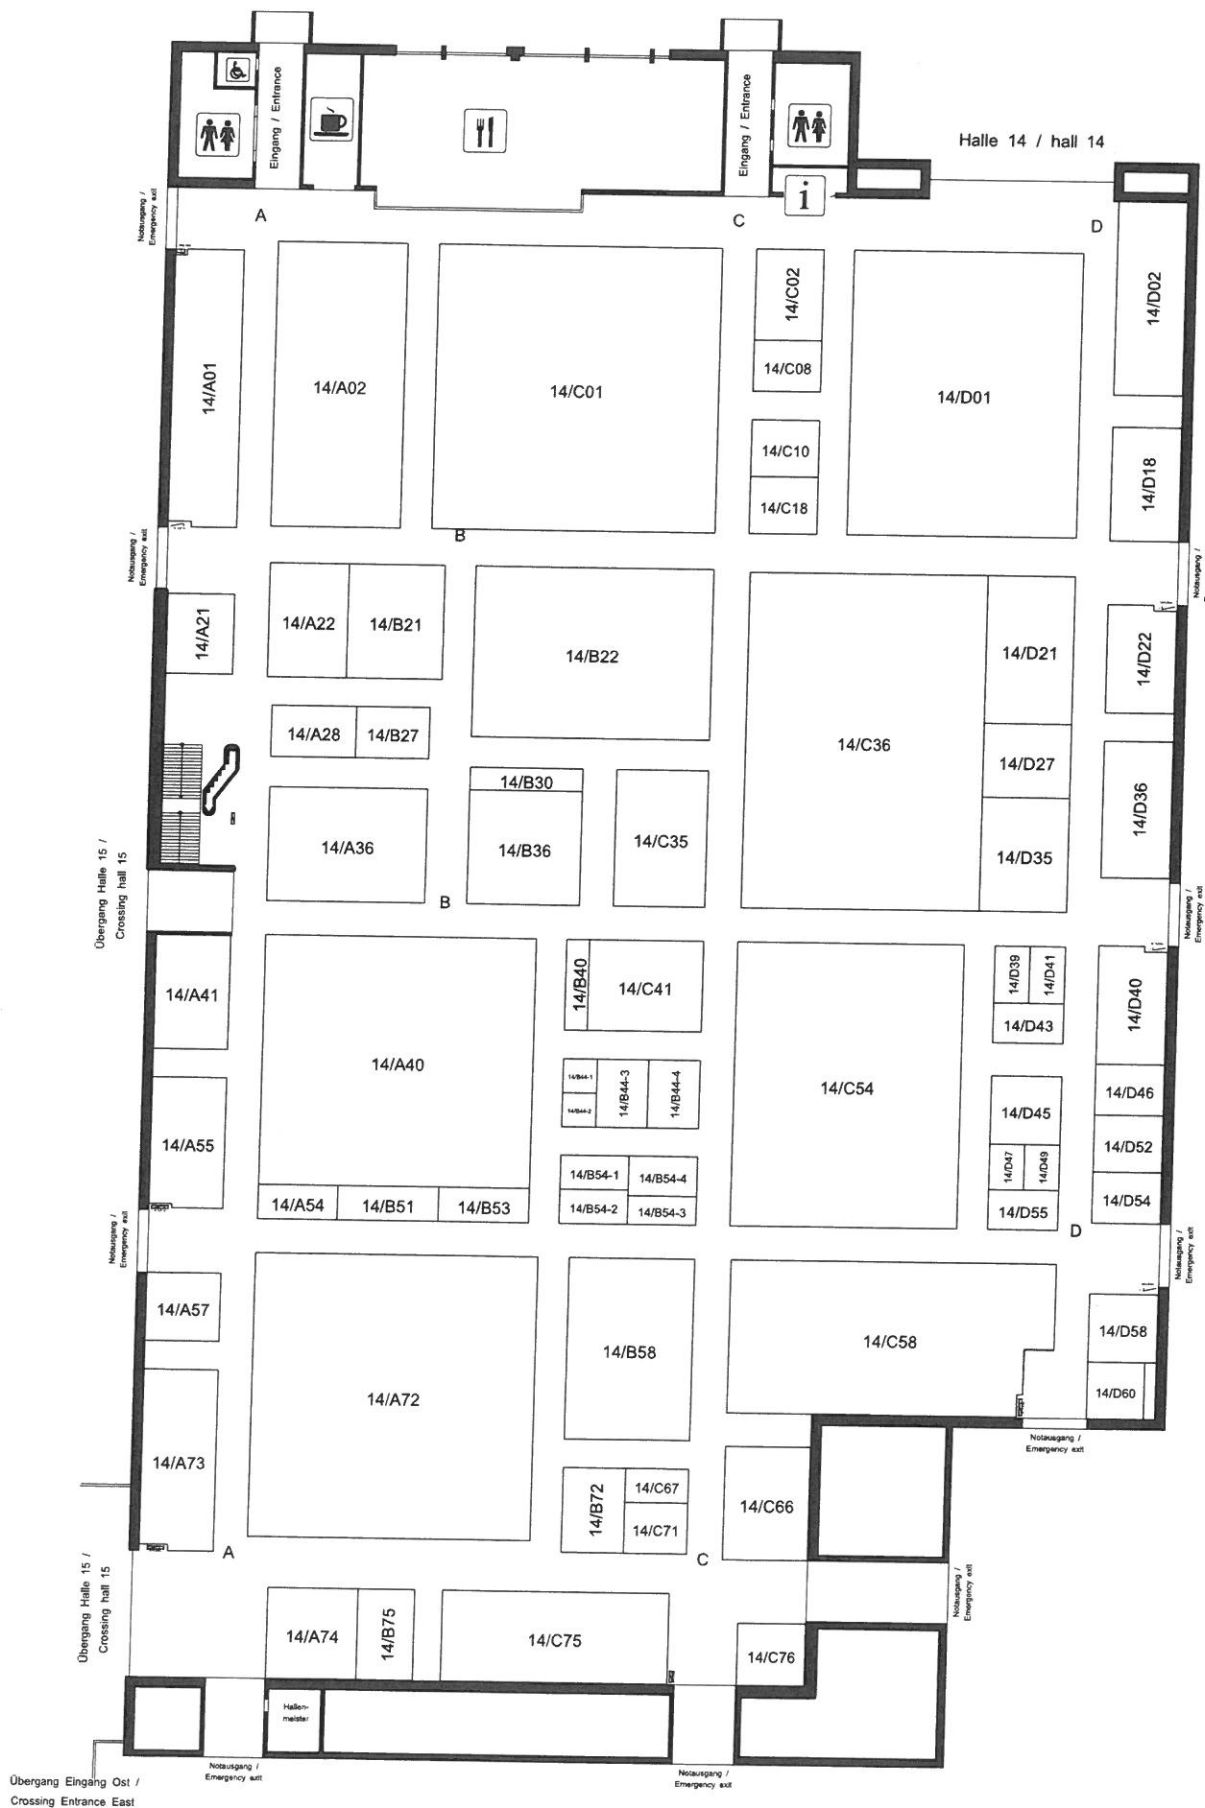 Eingang / Entrance
Eingang / Entrance
Halle 14 / hall 14
i
Notausgang /
Emergency exit
A
C
D
14/A01
14/A02
14/C01
14/C02
14/C08
14/D01
14/D02
14/C10
14/C18
14/D18
B
Notausgang /
Emergency exit
Notausgang /
14/A21
14/A22
14/B21
14/B22
14/D21
14/D22
14/A28
14/B27
14/C36
14/D27
14/B30
14/A36
14/B36
14/C35
14/D35
14/D36
Übergang Halle 15 /
Crossing hall 15
B
Notausgang /
Emergency exit
14/A41
14/B40
14/C41
14/D39
14/D41
14/D43
14/D40
14/A40
14/B44-1
14/B44-2
14/B44-3
14/B44-4
14/C54
14/D45
14/D46
14/A55
14/D52
14/B54-1
14/B54-4
14/D47
14/D49
14/A54
14/B51
14/B53
14/B54-2
14/B54-3
14/D55
14/D54
D
Notausgang /
Emergency exit
Notausgang /
Emergency exit
14/A57
14/B58
14/C58
14/D58
14/A72
14/D60
Notausgang /
Emergency exit
14/A73
14/B72
14/C67
14/C71
14/C66
A
C
Übergang Halle 15 /
Crossing hall 15
Notausgang /
Emergency exit
14/A74
14/B75
14/C75
14/C76
Hallen-
meister
Notausgang /
Emergency exit
Notausgang /
Emergency exit
Übergang Eingang Ost /
Crossing Entrance East